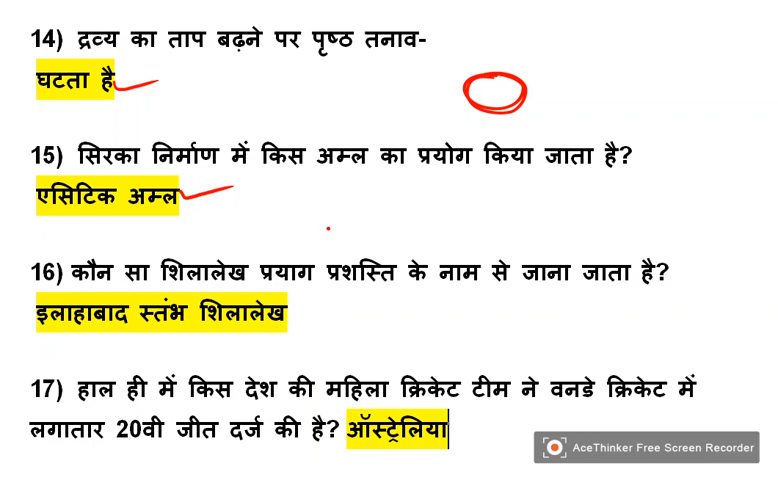 14) द्रव्य का ताप बढ़ने पर पृष्ठ तनाव-
घटता है
15) सिरका निर्माण में किस अम्ल का प्रयोग किया जाता है?
एसिटिक अम्ल
16) कौन सा शिलालेख प्रयाग प्रशस्ति के नाम से जाना जाता है?
इलाहाबाद स्तंभ शिलालेख
17) हाल ही में किस देश की महिला क्रिकेट टीम ने वनडे क्रिकेट में
लगातार 20वी जीत दर्ज की है? ऑस्ट्रेलिया
AceThinker Free Screen Recorder